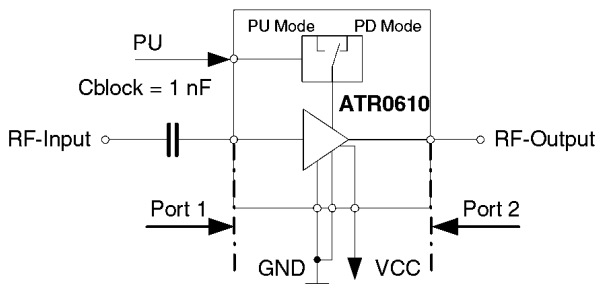 PU Mode PD Mode
PU
Cblock = 1 nF
ATR0610
RF-Input
RF-Output
Port 1
Port 2
GND
VCC